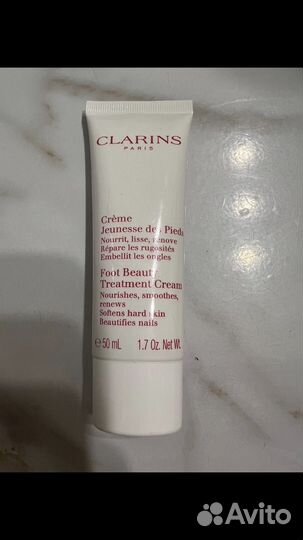 CLARINS
PARIS
Crème
Jeunesse des Pieds
Nourrit, lisse, rénove
Répare les rugosités
Embellit les ongles
Foot Beauty
Treatment Cream
Nourishes, smoothes,
renews
Softens hard skin
Beautifies nails
℮50 mL 1.7 Oz. Net Wt.
Avito